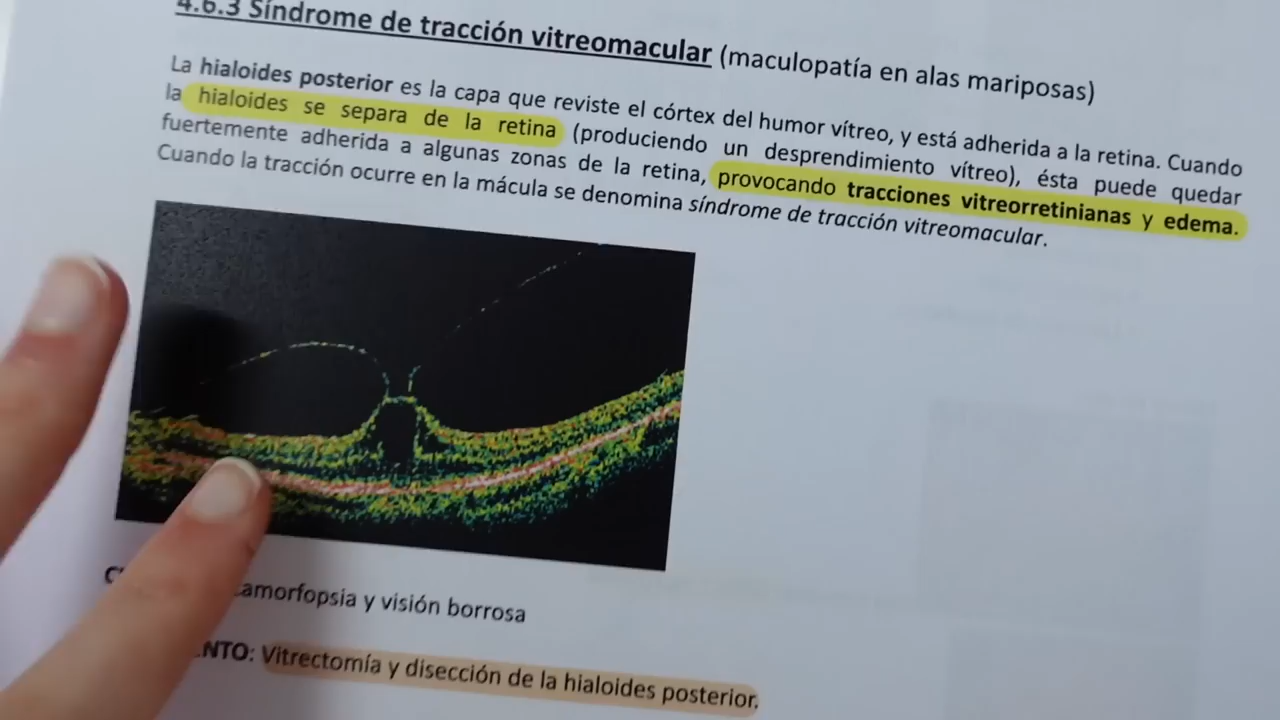 4.6.3 Síndrome de tracción vitreomacular (maculopatía en alas mariposas)
La hialoides posterior es la capa que reviste el córtex del humor vítreo, y está adherida a la retina. Cuando
la hialoides se separa de la retina (produciendo un desprendimiento vítreo), ésta puede quedar
fuertemente adherida a algunas zonas de la retina, provocando tracciones vitreorretinianas y edema.
Cuando la tracción ocurre en la mácula se denomina síndrome de tracción vitreomacular.
amorfopsia y visión borrosa
NTO: Vitrectomía y disección de la hialoides posterior.